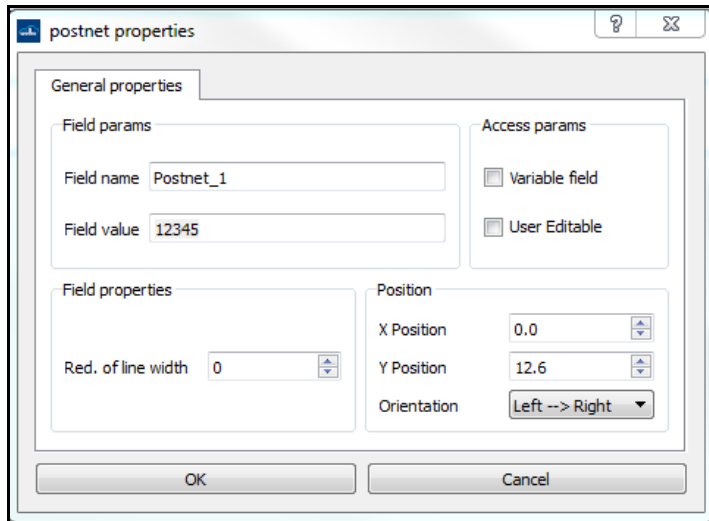 postnet properties
General properties
Field params
Field name Postnet_1
Field value 12345
Access params
Variable field
User Editable
Field properties
Red. of line width 0
Position
X Position 0.0
Y Position 12.6
Orientation Left --> Right
OK Cancel